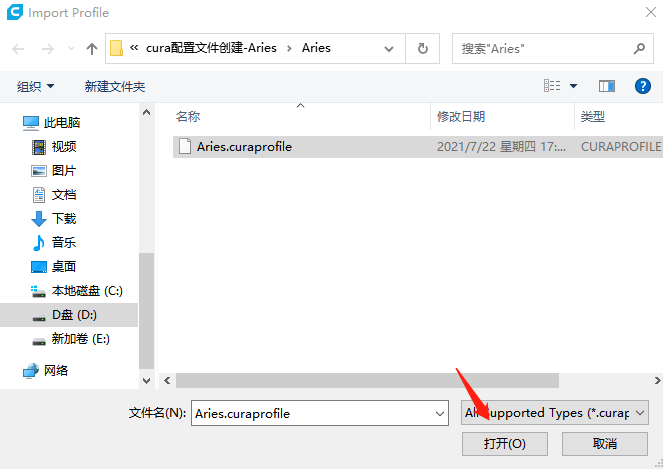 Import Profile
« cura配置文件创建-Aries › Aries
搜索"Aries"
组织
新建文件夹
?
名称
修改日期
类型
此电脑
视频
图片
文档
下载
音乐
桌面
本地磁盘 (C:)
D盘 (D:)
新加卷 (E:)
网络
Aries.curaprofile
2021/7/22 星期四 17:...
CURAPROFILE
文件名(N):
Aries.curaprofile
All Supported Types (*.curap
打开(O)
取消